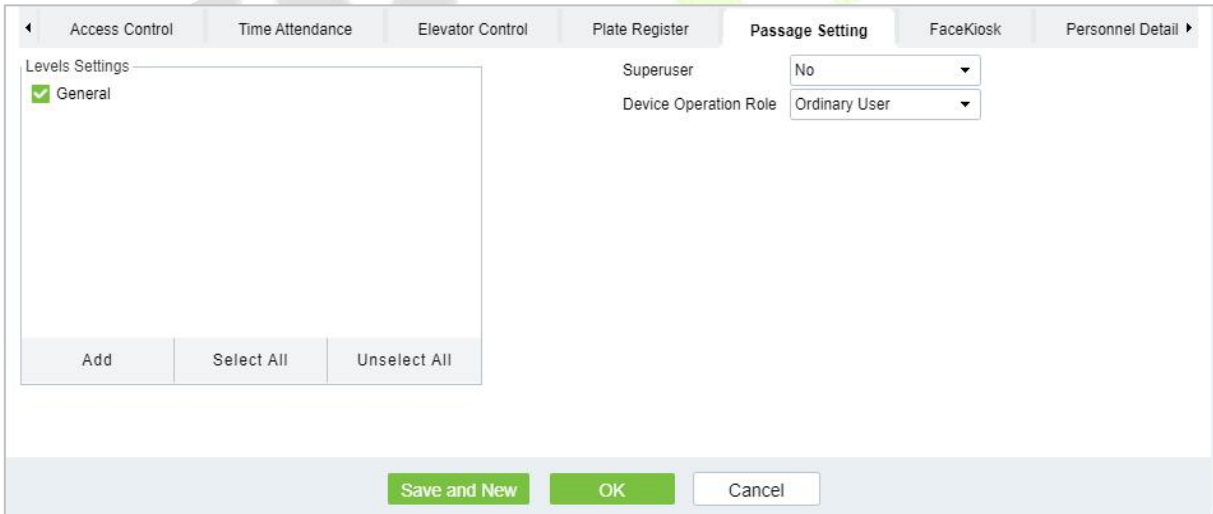 Access Control Time Attendance Elevator Control Plate Register Passage Setting FaceKiosk Personnel Detail
Levels Settings
General
Add Select All Unselect All
Superuser No
Device Operation Role Ordinary User
Save and New OK Cancel